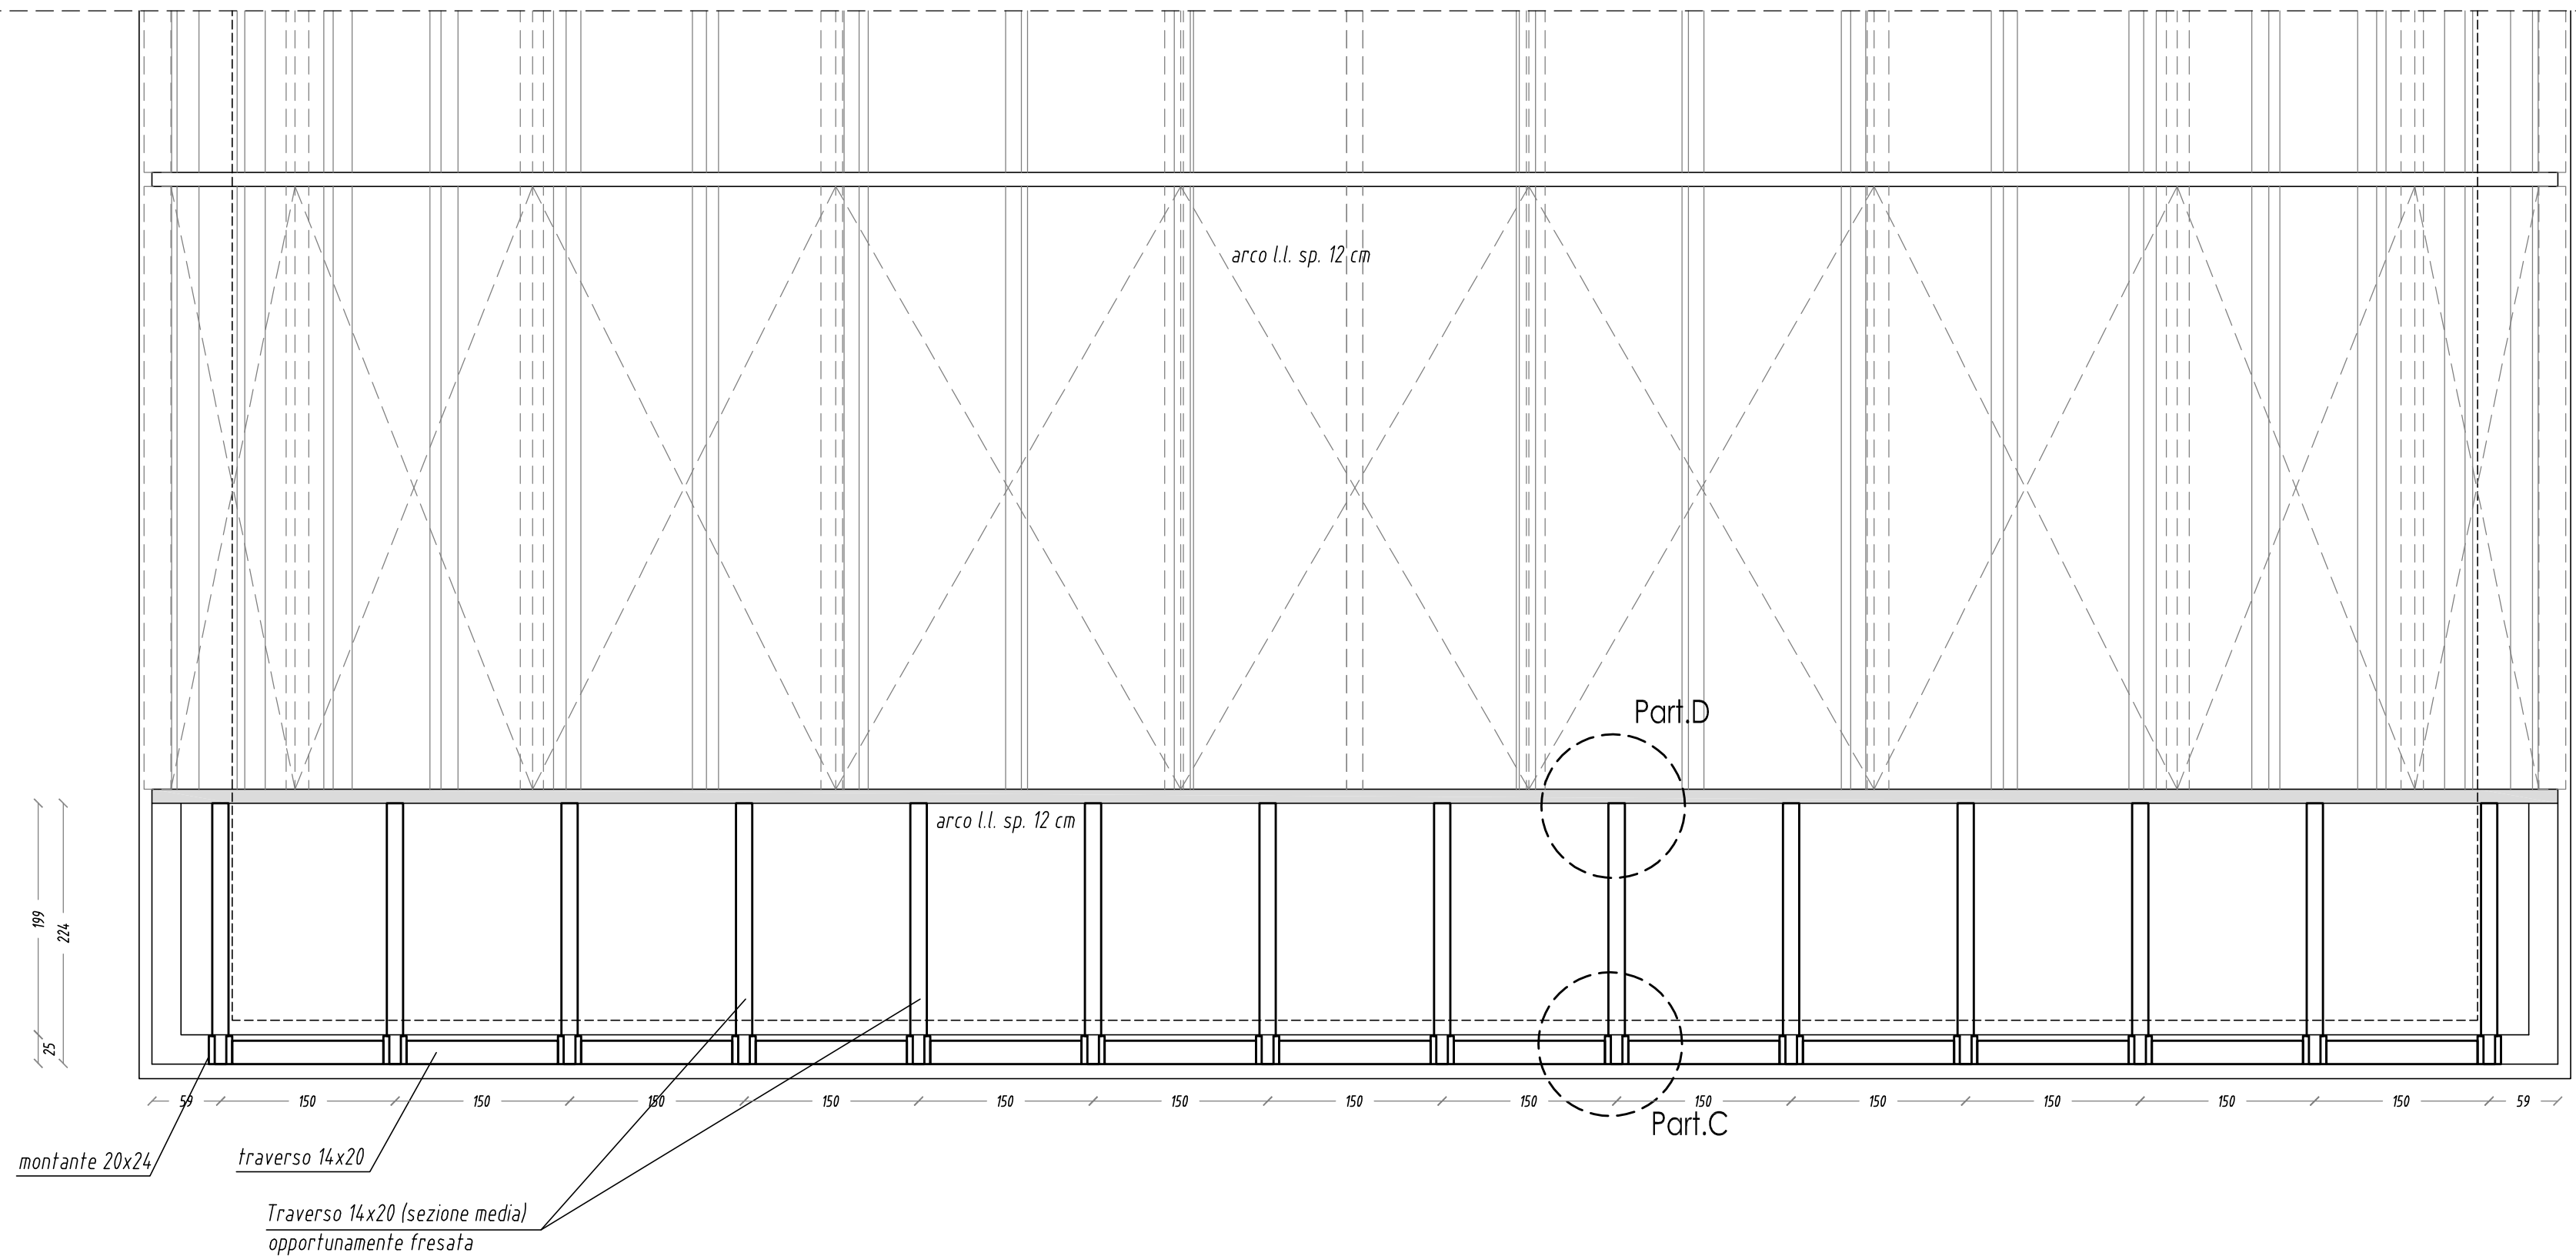 arco l.l. sp. 12 cm
Part.D
arco l.l. sp. 12 cm
199
224
25
59 150 150 150 150 150 150 150 150 150 150 150 150 150 59
Part.C
montante 20x24
traverso 14x20
Traverso 14x20 (sezione media)
opportunamente fresata